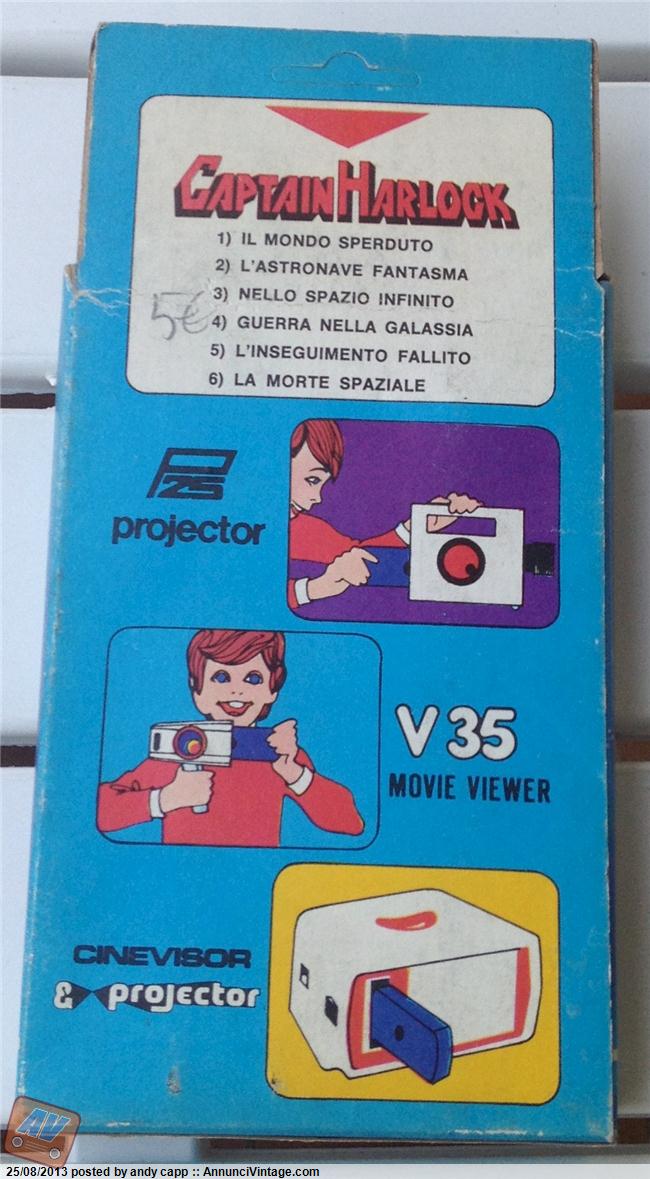 CAPTAIN HARLOCK
1) IL MONDO SPERDUTO
2) L'ASTRONAVE FANTASMA
3) NELLO SPAZIO INFINITO
4) GUERRA NELLA GALASSIA
5) L'INSEGUIMENTO FALLITO
6) LA MORTE SPAZIALE
5€
P25
projector
V 35
MOVIE VIEWER
CINEVISOR
& projector
AV
25/08/2013 posted by andy capp :: AnnunciVintage.com